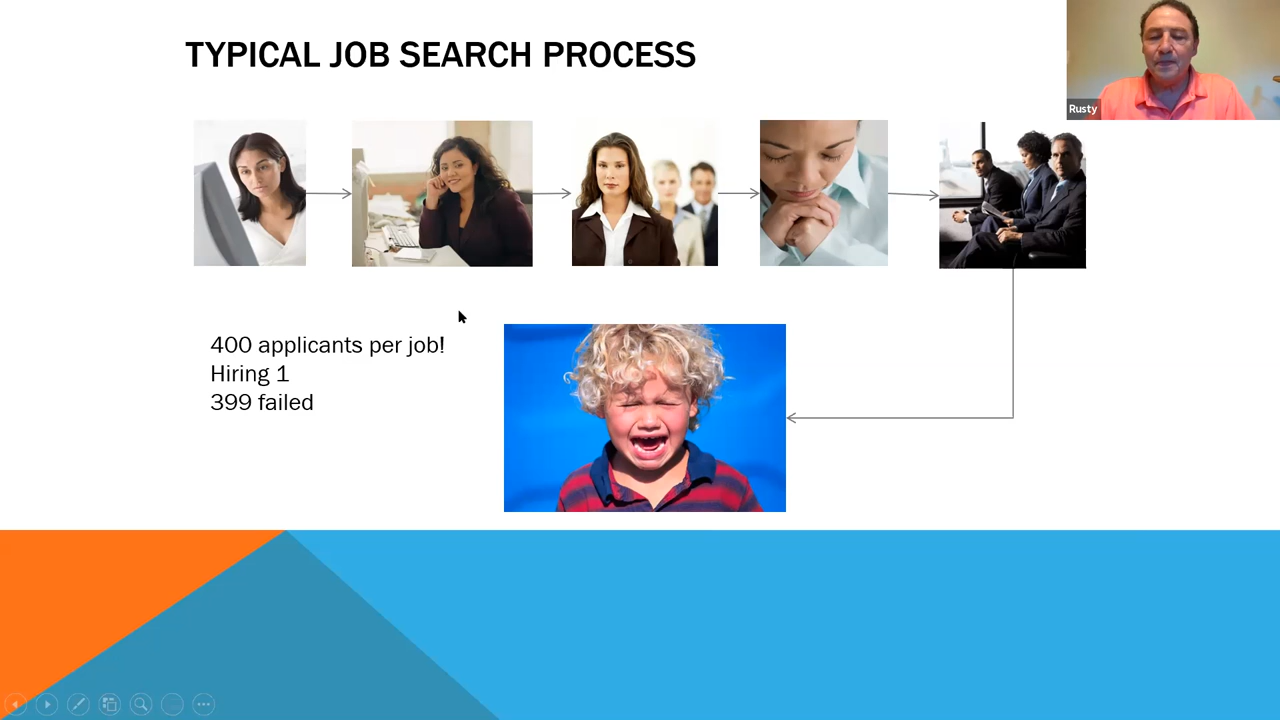 TYPICAL JOB SEARCH PROCESS
Rusty
400 applicants per job!
Hiring 1
399 failed